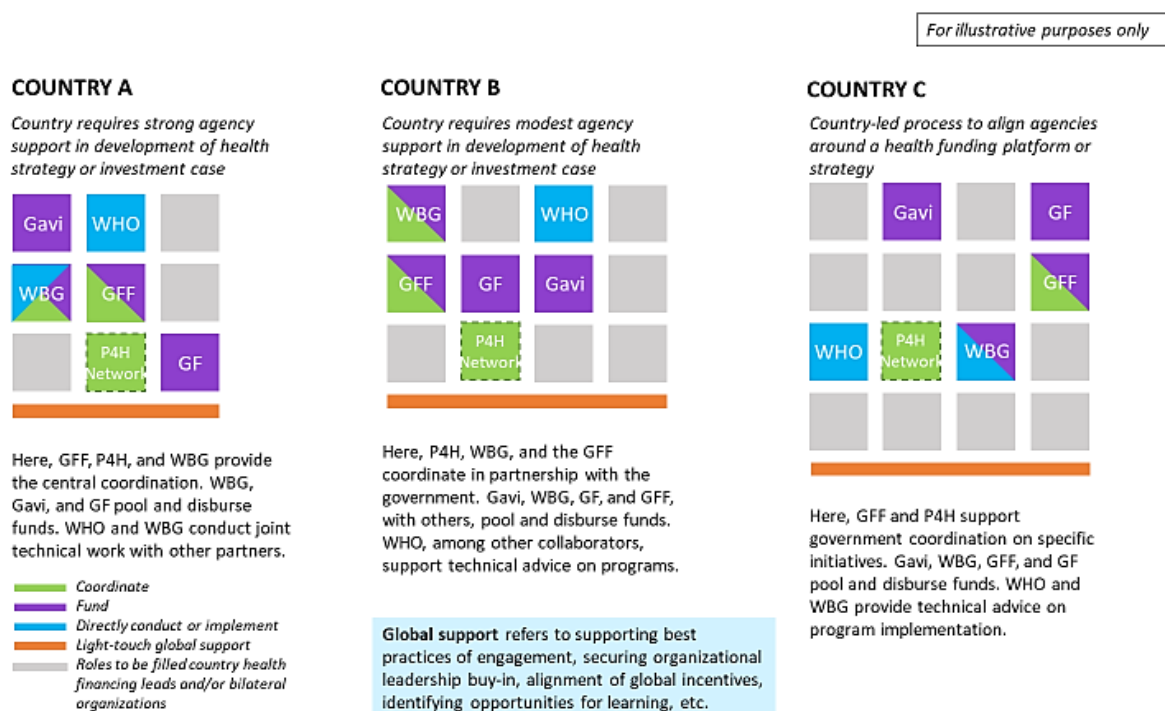 For illustrative purposes only
COUNTRY A
Country requires strong agency
support in development of health
strategy or investment case
Gavi
WHO
WBG
GFF
P4H
Network
GF
Here, GFF, P4H, and WBG provide
the central coordination. WBG,
Gavi, and GF pool and disburse
funds. WHO and WBG conduct joint
technical work with other partners.
Coordinate
Fund
Directly conduct or implement
Light-touch global support
Roles to be filled country health
financing leads and/or bilateral
organizations
COUNTRY B
Country requires modest agency
support in development of health
strategy or investment case
WBG
WHO
GFF
GF
Gavi
P4H
Network
Here, P4H, WBG, and the GFF
coordinate in partnership with the
government. Gavi, WBG, GF, and GFF,
with others, pool and disburse funds.
WHO, among other collaborators,
support technical advice on programs.
Global support refers to supporting best
practices of engagement, securing organizational
leadership buy-in, alignment of global incentives,
identifying opportunities for learning, etc.
COUNTRY C
Country-led process to align agencies
around a health funding platform or
strategy
Gavi
GF
GFF
WHO
P4H
Network
WBG
Here, GFF and P4H support
government coordination on specific
initiatives. Gavi, WBG, GFF, and GF
pool and disburse funds. WHO and
WBG provide technical advice on
program implementation.